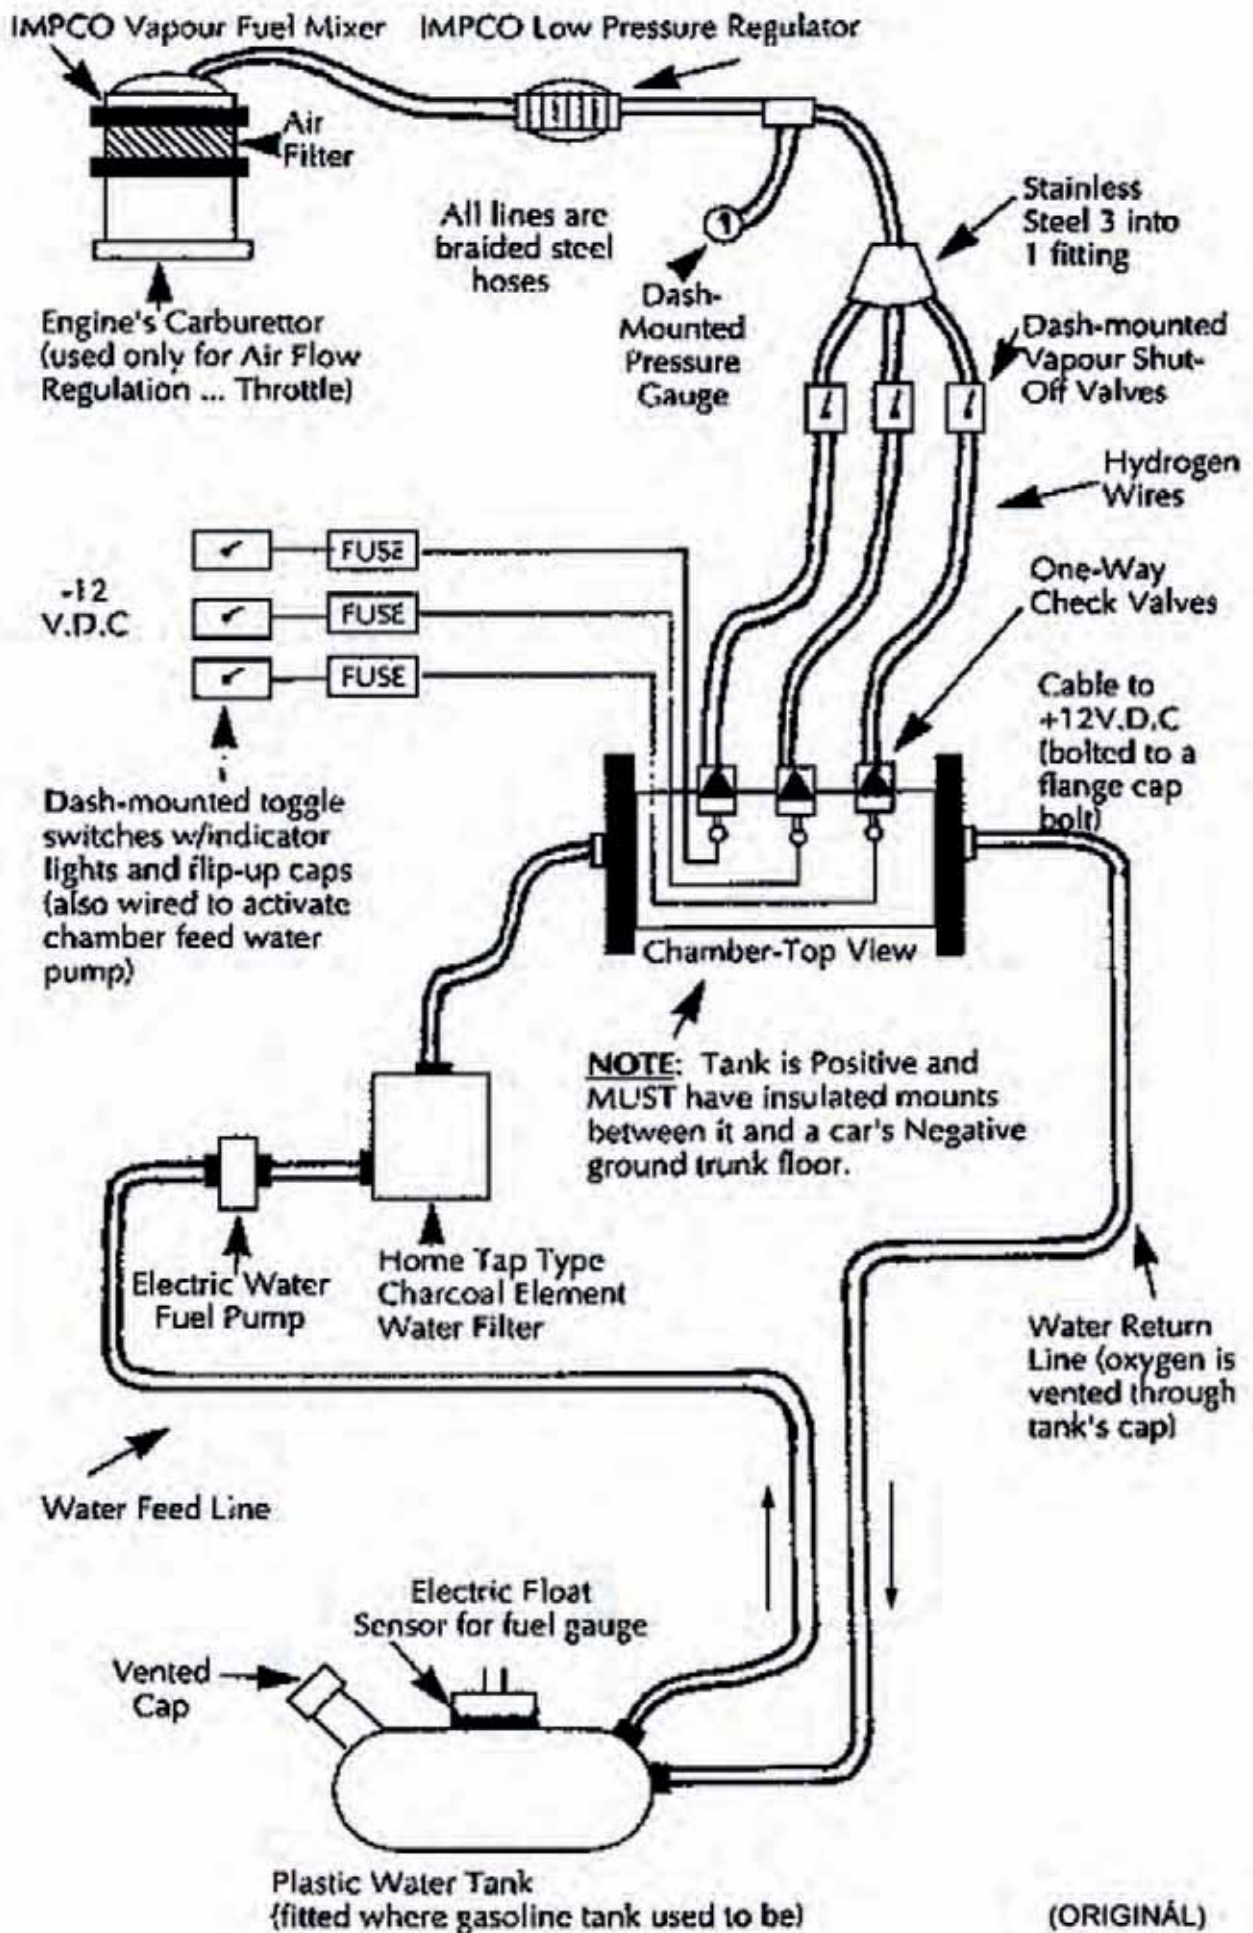 IMPCO Vapour Fuel Mixer
IMPCO Low Pressure Regulator
Air
Filter
All lines are
braided steel
hoses
Stainless
Steel 3 into
1 fitting
Dash-
Mounted
Pressure
Gauge
Engine's Carburettor
(used only for Air Flow
Regulation ... Throttle)
Dash-mounted
Vapour Shut-
Off Valves
Hydrogen
Wires
-12
V.D.C
FUSE
FUSE
FUSE
One-Way
Check Valves
Cable to
+12V.D.C
(bolted to a
flange cap
bolt)
Dash-mounted toggle
switches w/indicator
lights and flip-up caps
(also wired to activate
chamber feed water
pump)
Chamber-Top View
NOTE: Tank is Positive and
MUST have insulated mounts
between it and a car's Negative
ground trunk floor.
Electric Water
Fuel Pump
Home Tap Type
Charcoal Element
Water Filter
Water Return
Line (oxygen is
vented through
tank's cap)
Water Feed Line
Electric Float
Sensor for fuel gauge
Vented
Cap
Plastic Water Tank
(fitted where gasoline tank used to be)
(ORIGINÁL)